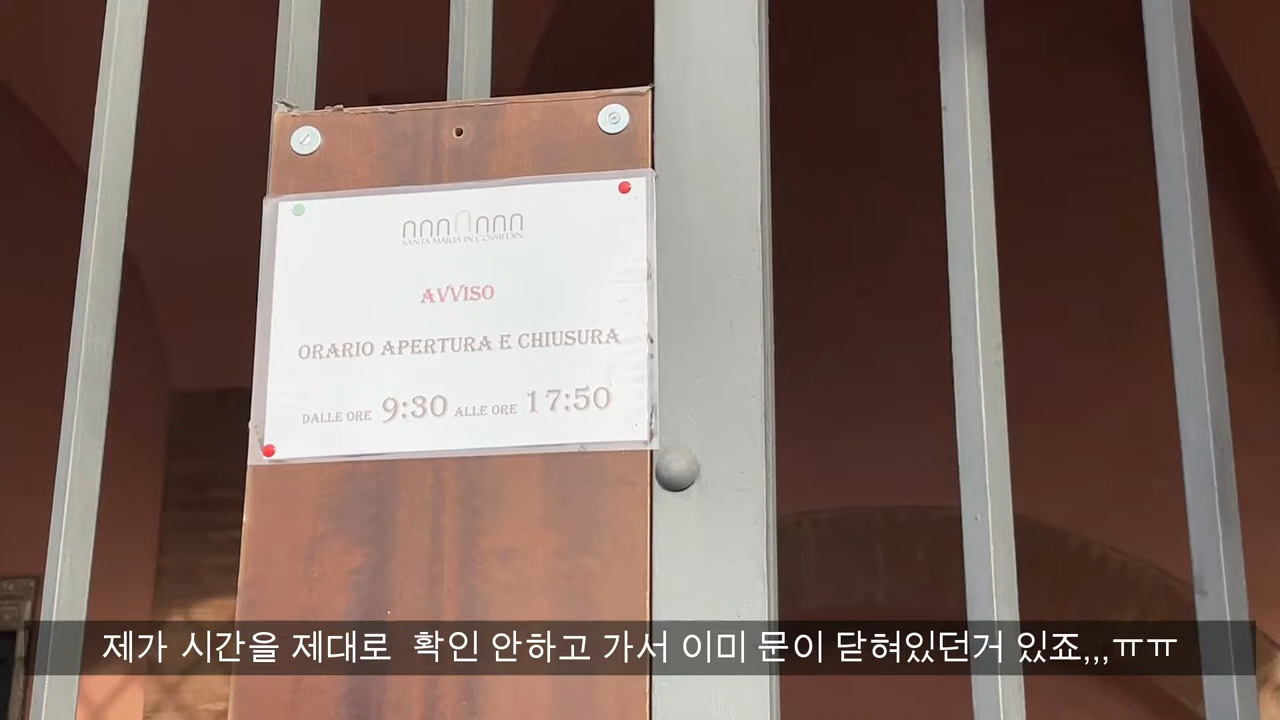 SANTA MARIA IN COSMEDIN
AVVISO
ORARIO APERTURA E CHIUSURA
DALLE ORE 9:30 ALLE ORE 17:50
제가 시간을 제대로 확인 안하고 가서 이미 문이 닫혀있던거 있죠,,,ㅠㅠ